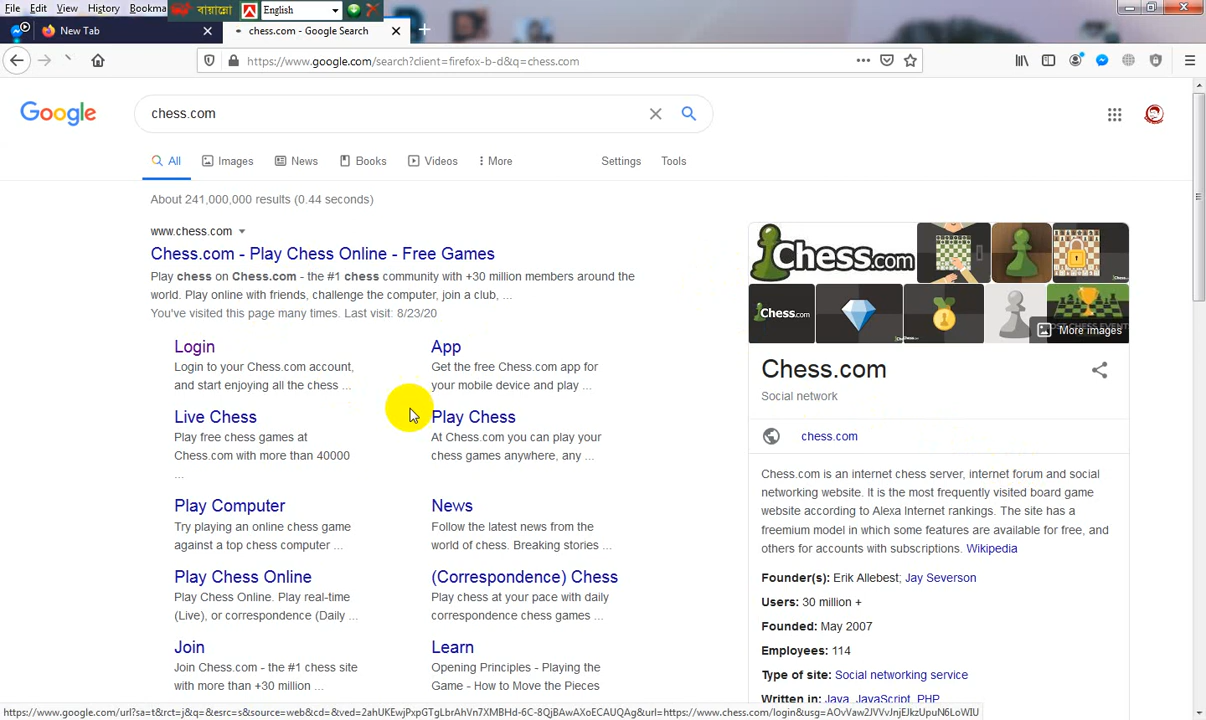 File Edit View History Bookma
বায়ান্নো English
New Tab
chess.com - Google Search
https://www.google.com/search?client=firefox-b-d&q=chess.com
Google
chess.com
All Images News Books Videos More Settings Tools
About 241,000,000 results (0.44 seconds)
www.chess.com
Chess.com - Play Chess Online - Free Games
Play chess on Chess.com - the #1 chess community with +30 million members around the
world. Play online with friends, challenge the computer, join a club, ...
You've visited this page many times. Last visit: 8/23/20
Login
Login to your Chess.com account,
and start enjoying all the chess ...
App
Get the free Chess.com app for
your mobile device and play ...
Live Chess
Play free chess games at
Chess.com with more than 40000
...
Play Chess
At Chess.com you can play your
chess games anywhere, any ...
Play Computer
Try playing an online chess game
against a top chess computer ...
News
Follow the latest news from the
world of chess. Breaking stories ...
Play Chess Online
Play Chess Online. Play real-time
(Live), or correspondence (Daily ...
(Correspondence) Chess
Play chess at your pace with daily
correspondence chess games ...
Join
Join Chess.com - the #1 chess site
with more than +30 million ...
Learn
Opening Principles - Playing the
Game - How to Move the Pieces
Chess.com
Chess.com
More images
Chess.com
Social network
chess.com
Chess.com is an internet chess server, internet forum and social
networking website. It is the most frequently visited board game
website according to Alexa Internet rankings. The site has a
freemium model in which some features are available for free, and
others for accounts with subscriptions. Wikipedia
Founder(s): Erik Allebest; Jay Severson
Users: 30 million +
Founded: May 2007
Employees: 114
Type of site: Social networking service
Written in: Java, JavaScript, PHP